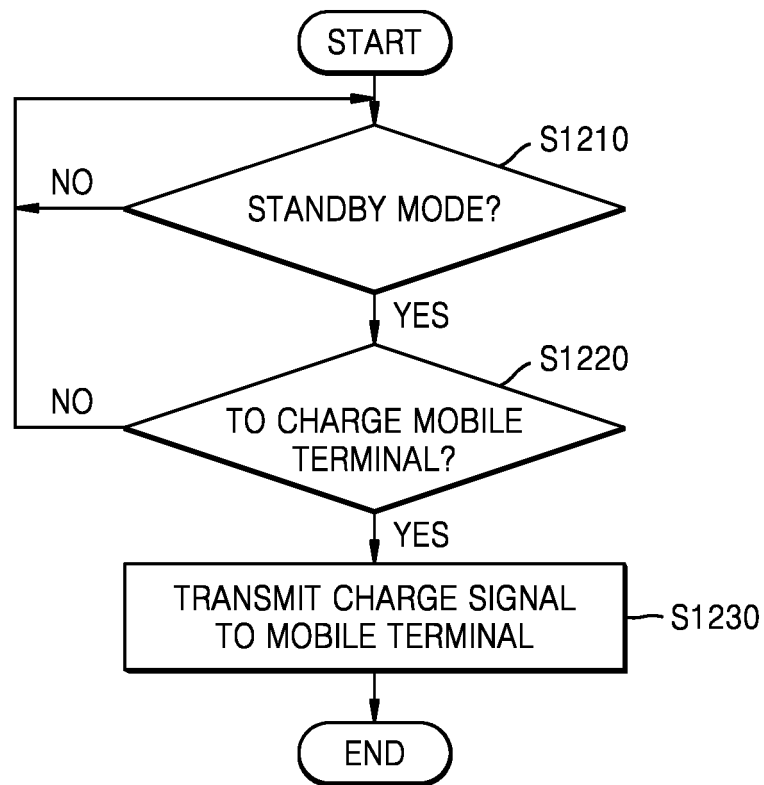 START
S1210
NO
STANDBY MODE?
YES
S1220
NO
TO CHARGE MOBILE
TERMINAL?
YES
TRANSMIT CHARGE SIGNAL
TO MOBILE TERMINAL
S1230
END